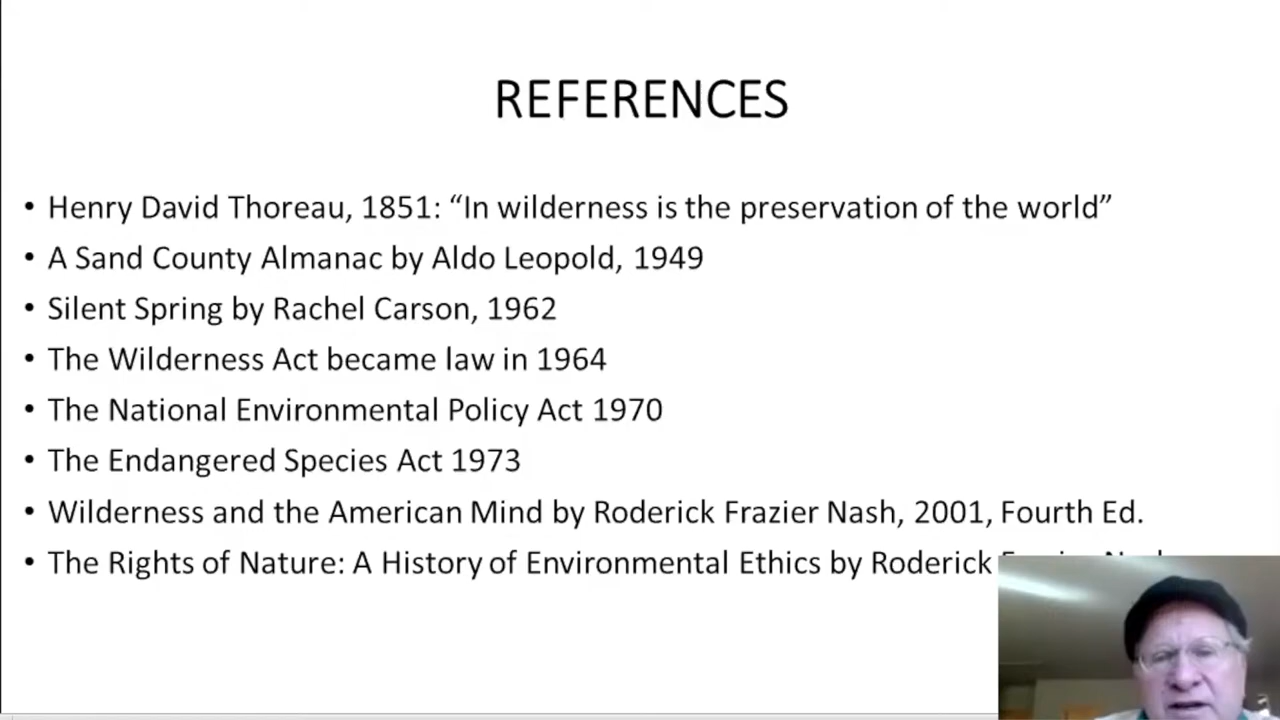 REFERENCES
• Henry David Thoreau, 1851: “In wilderness is the preservation of the world”
• A Sand County Almanac by Aldo Leopold, 1949
• Silent Spring by Rachel Carson, 1962
• The Wilderness Act became law in 1964
• The National Environmental Policy Act 1970
• The Endangered Species Act 1973
• Wilderness and the American Mind by Roderick Frazier Nash, 2001, Fourth Ed.
• The Rights of Nature: A History of Environmental Ethics by Roderick